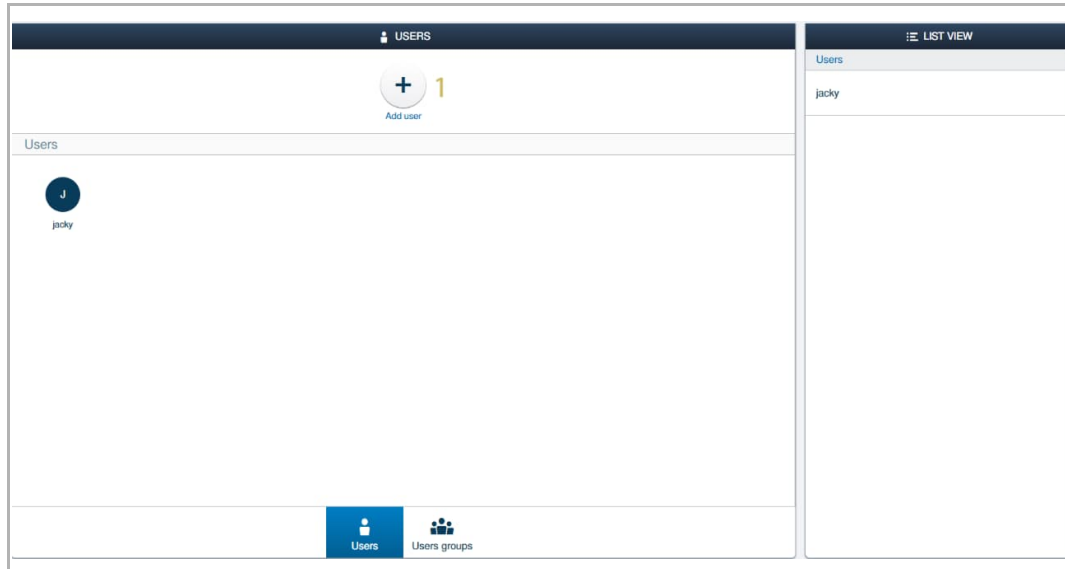 USERS
1
Add user
Users
J
jacky
Users
Users groups
LIST VIEW
Users
jacky